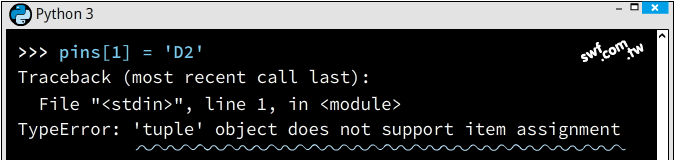 Python 3
>>> pins[1] = 'D2'
swf.com.tw
Traceback (most recent call last):
File "<stdin>", line 1, in <module>
TypeError: 'tuple' object does not support item assignment